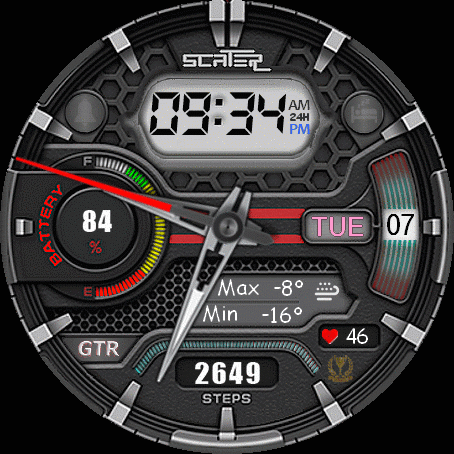 SCATER
09:34 AM
24H
PM
F
84
%
BATTERY
E
TUE 07
Max -8°
Min -16°
46
GTR
2649
STEPS